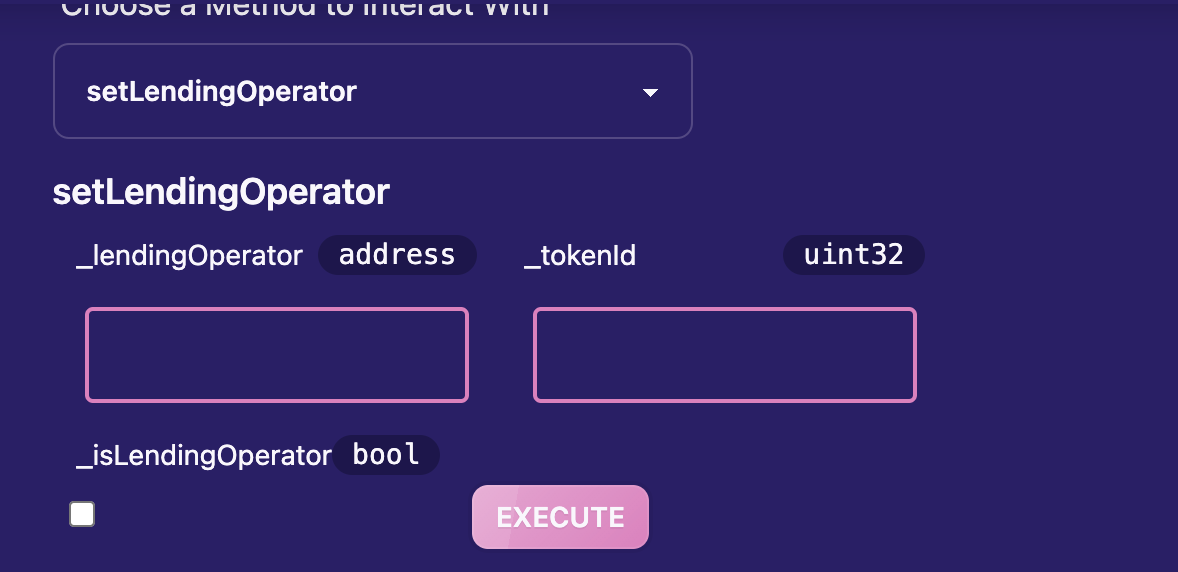 Choose a Method to Interact With
setLendingOperator
setLendingOperator
_lendingOperator address _tokenId uint32
_isLendingOperator bool
EXECUTE